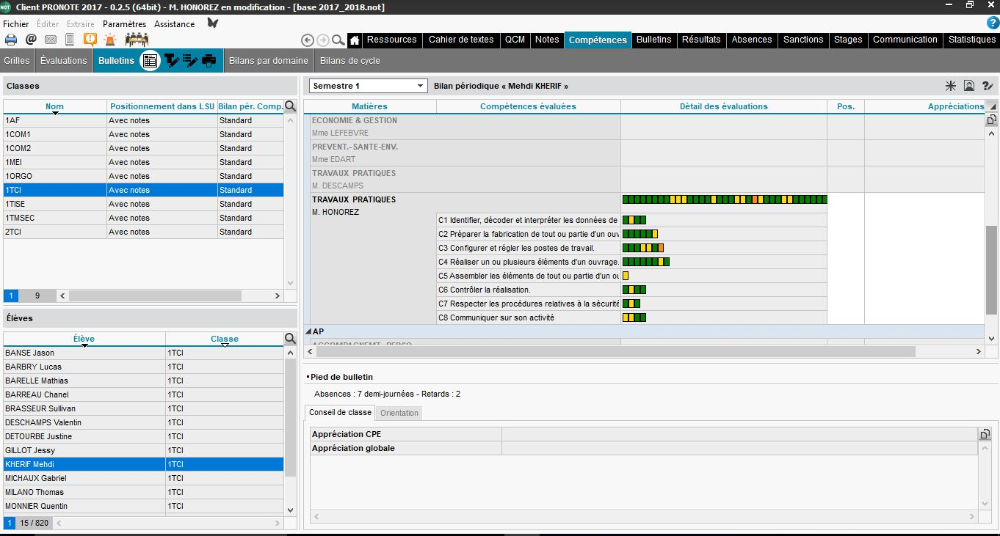 Client PRONOTE 2017 - 0.2.5 (64bit) - M. HONOREZ en modification - [base 2017_2018.not]
Fichier Éditer Extraire Paramètres Assistance
Ressources Cahier de textes QCM Notes Compétences Bulletins Résultats Absences Sanctions Stages Communication Statistiques
Grilles Évaluations Bulletins Bilans par domaine Bilans de cycle
Classes
Nom Positionnement dans LSU Bilan pér. Comp.
1AF Avec notes Standard
1COM1 Avec notes Standard
1COM2 Avec notes Standard
1MEI Avec notes Standard
1ORGO Avec notes Standard
1TCI Avec notes Standard
1TISE Avec notes Standard
1TMSEC Avec notes Standard
2TCI Avec notes Standard
1 9
Élèves
Élève Classe
BANSE Jason 1TCI
BARBRY Lucas 1TCI
BARELLE Mathias 1TCI
BARREAU Chanel 1TCI
BRASSEUR Sullivan 1TCI
DESCHAMPS Valentin 1TCI
DETOURBE Justine 1TCI
GILLOT Jessy 1TCI
KHERIF Mehdi 1TCI
MICHAUX Gabriel 1TCI
MILANO Thomas 1TCI
MONNIER Quentin 1TCI
1 15 / 820
Semestre 1 Bilan périodique « Mehdi KHERIF »
Matières Compétences évaluées Détail des évaluations Pos. Appréciations
ECONOMIE & GESTION
Mme LEFEBVRE
PREVENT.-SANTE-ENV.
Mme EDART
TRAVAUX PRATIQUES
M. DESCAMPS
TRAVAUX PRATIQUES
M. HONOREZ
C1 Identifier, décoder et interpréter les données de
C2 Préparer la fabrication de tout ou partie d'un ouv
C3 Configurer et régler les postes de travail.
C4 Réaliser un ou plusieurs éléments d'un ouvrage.
C5 Assembler les éléments de tout ou partie d'un ou
C6 Contrôler la réalisation.
C7 Respecter les procédures relatives à la sécurité
C8 Communiquer sur son activité
AP
ACCOMPAGNEMT. PERSO.
Pied de bulletin
Absences : 7 demi-journées - Retards : 2
Conseil de classe Orientation
Appréciation CPE
Appréciation globale